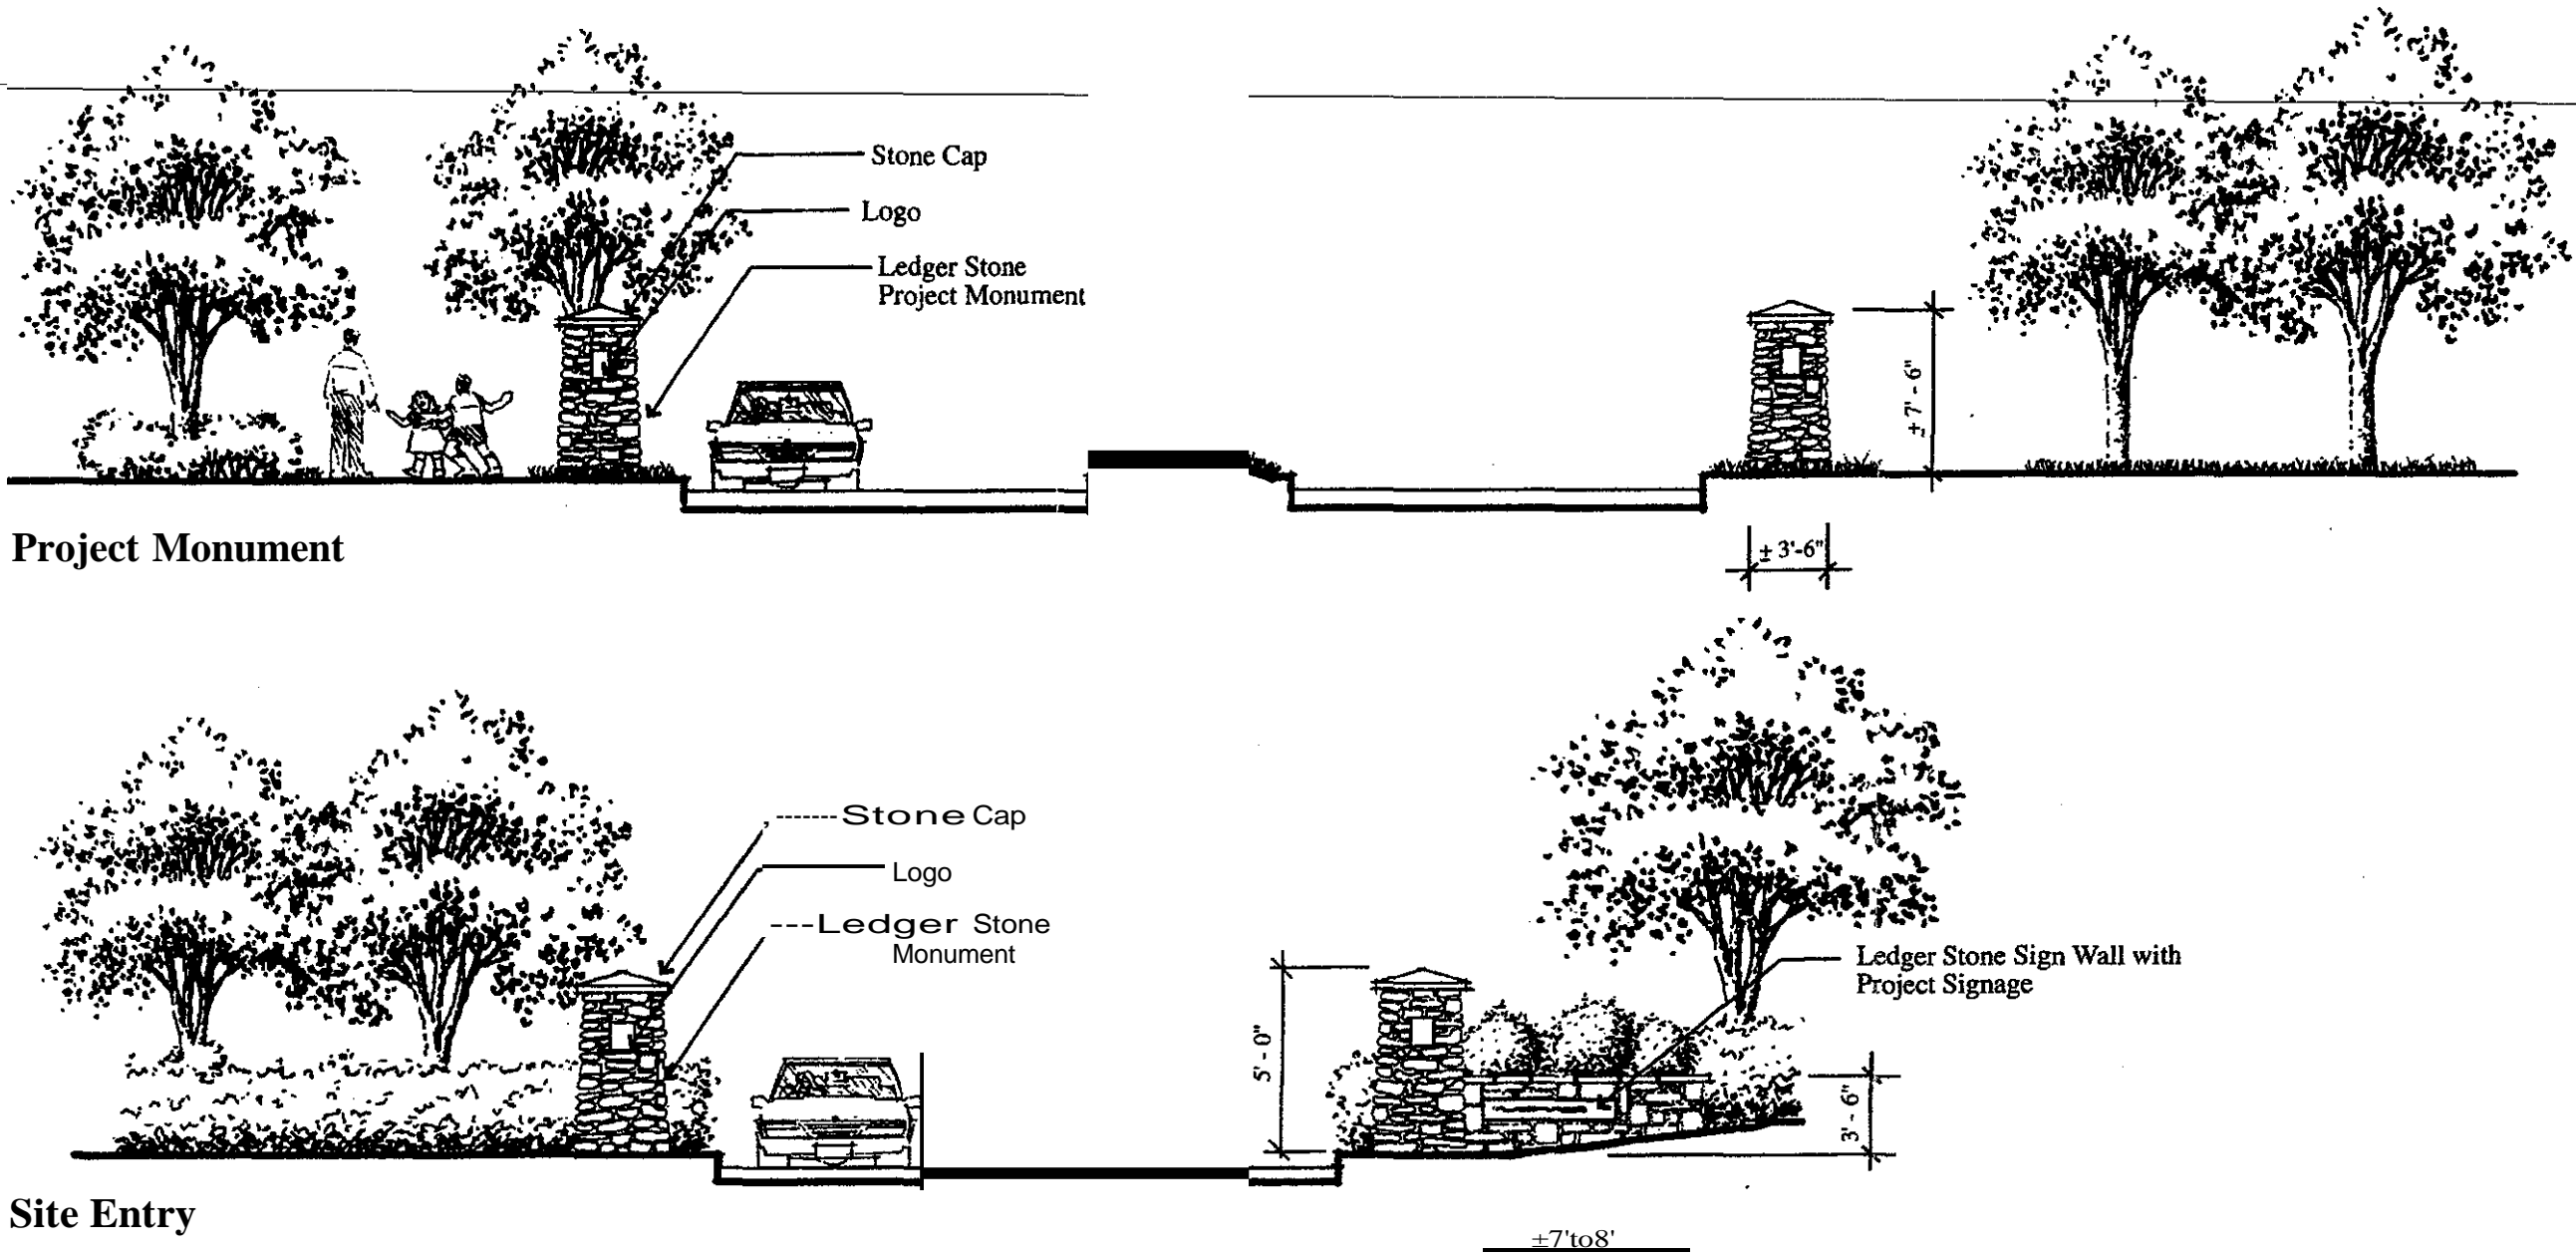 Stone Cap
Logo
Ledger Stone
Project Monument
± 7' - 6"
± 3'-6"
Project Monument
Stone Cap
Logo
Ledger Stone
Monument
Ledger Stone Sign Wall with
Project Signage
5' - 0"
3' - 6"
Site Entry
±7'to8'